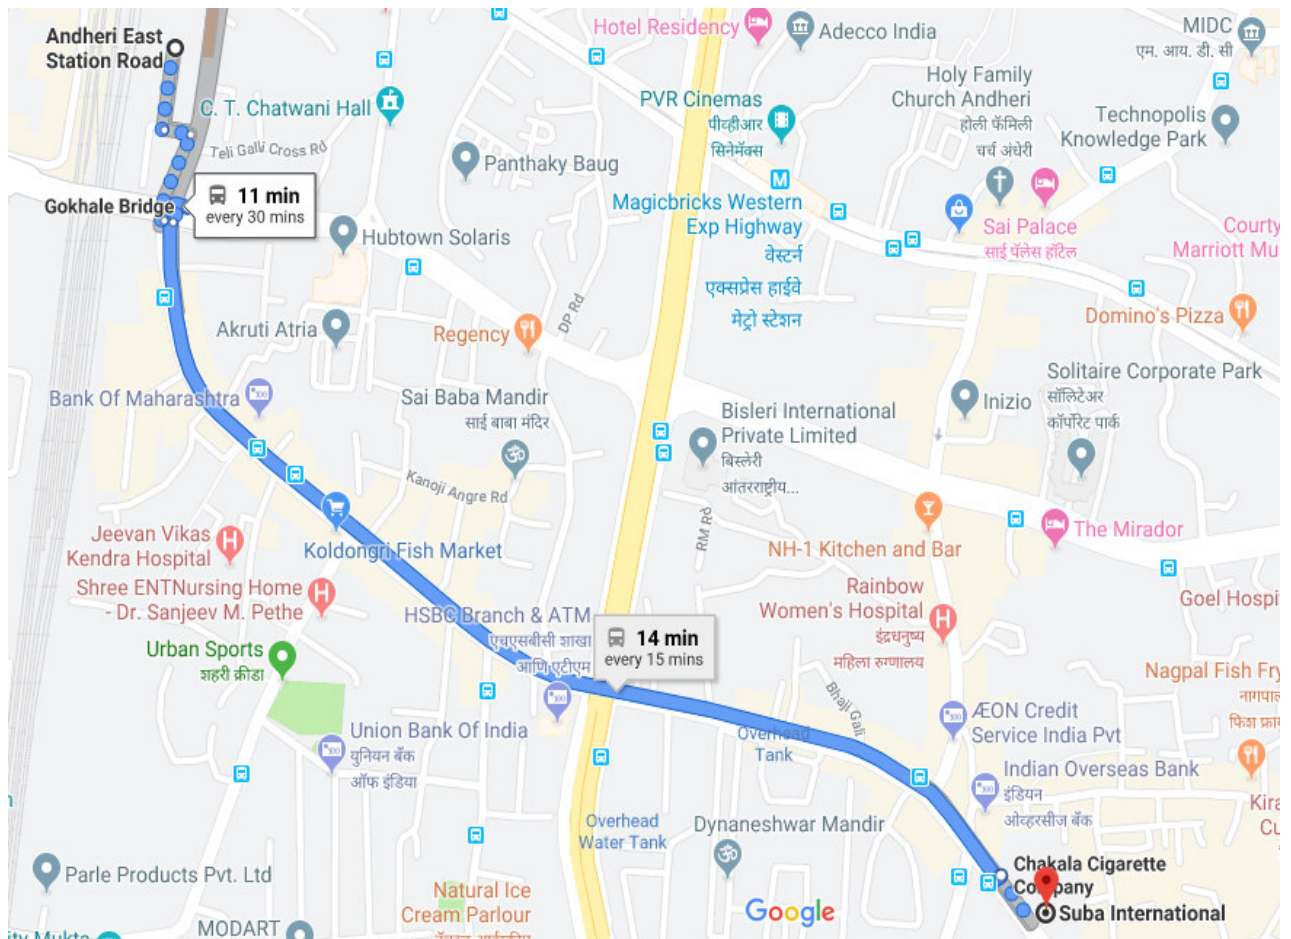 Andheri East
Station Road
Hotel Residency
Adecco India
MIDC
एम. आय. डी. सी
C. T. Chatwani Hall
PVR Cinemas
पीव्हीआर
सिनेमॅक्स
Holy Family
Church Andheri
होली फॅमिली
चर्च अंधेरी
Technopolis
Knowledge Park
Teli Galli Cross Rd
Panthaky Baug
Gokhale Bridge
11 min
every 30 mins
M
Magicbricks Western
Exp Highway
वेस्टर्न
एक्सप्रेस हाईवे
मेट्रो स्टेशन
Sai Palace
साई पॅलेस हॉटेल
Courty
Marriott Mu
Hubtown Solaris
DP Rd
Akruti Atria
Regency
Domino's Pizza
Bank Of Maharashtra
Sai Baba Mandir
साई बाबा मंदिर
Solitaire Corporate Park
सॉलिटेअर
कॉर्पोरेट पार्क
Inizio
Bisleri International
Private Limited
बिस्लेरी
आंतरराष्ट्रीय...
Kanoji Angre Rd
RM Rd
Jeevan Vikas
Kendra Hospital
Koldongri Fish Market
NH-1 Kitchen and Bar
The Mirador
Shree ENTNursing Home
- Dr. Sanjeev M. Pethe
Rainbow
Women's Hospital
इंद्रधनुष्य
महिला रुग्णालय
Goel Hospi
HSBC Branch & ATM
एचएसबीसी शाखा
आणि एटीएम
14 min
every 15 mins
Urban Sports
शहरी क्रीडा
Nagpal Fish Fry
नागपाल
फिश फ्रा
Bhaji Gali
Union Bank Of India
युनियन बँक
ऑफ इंडिया
Overhead
Tank
ÆON Credit
Service India Pvt
Indian Overseas Bank
इंडियन
ओव्हरसीज बँक
Kira
Cu
Overhead
Water Tank
Dynaneshwar Mandir
Parle Products Pvt. Ltd
Chakala Cigarette
Company
Natural Ice
Cream Parlour
Google
Suba International
MODART
ity Mukta